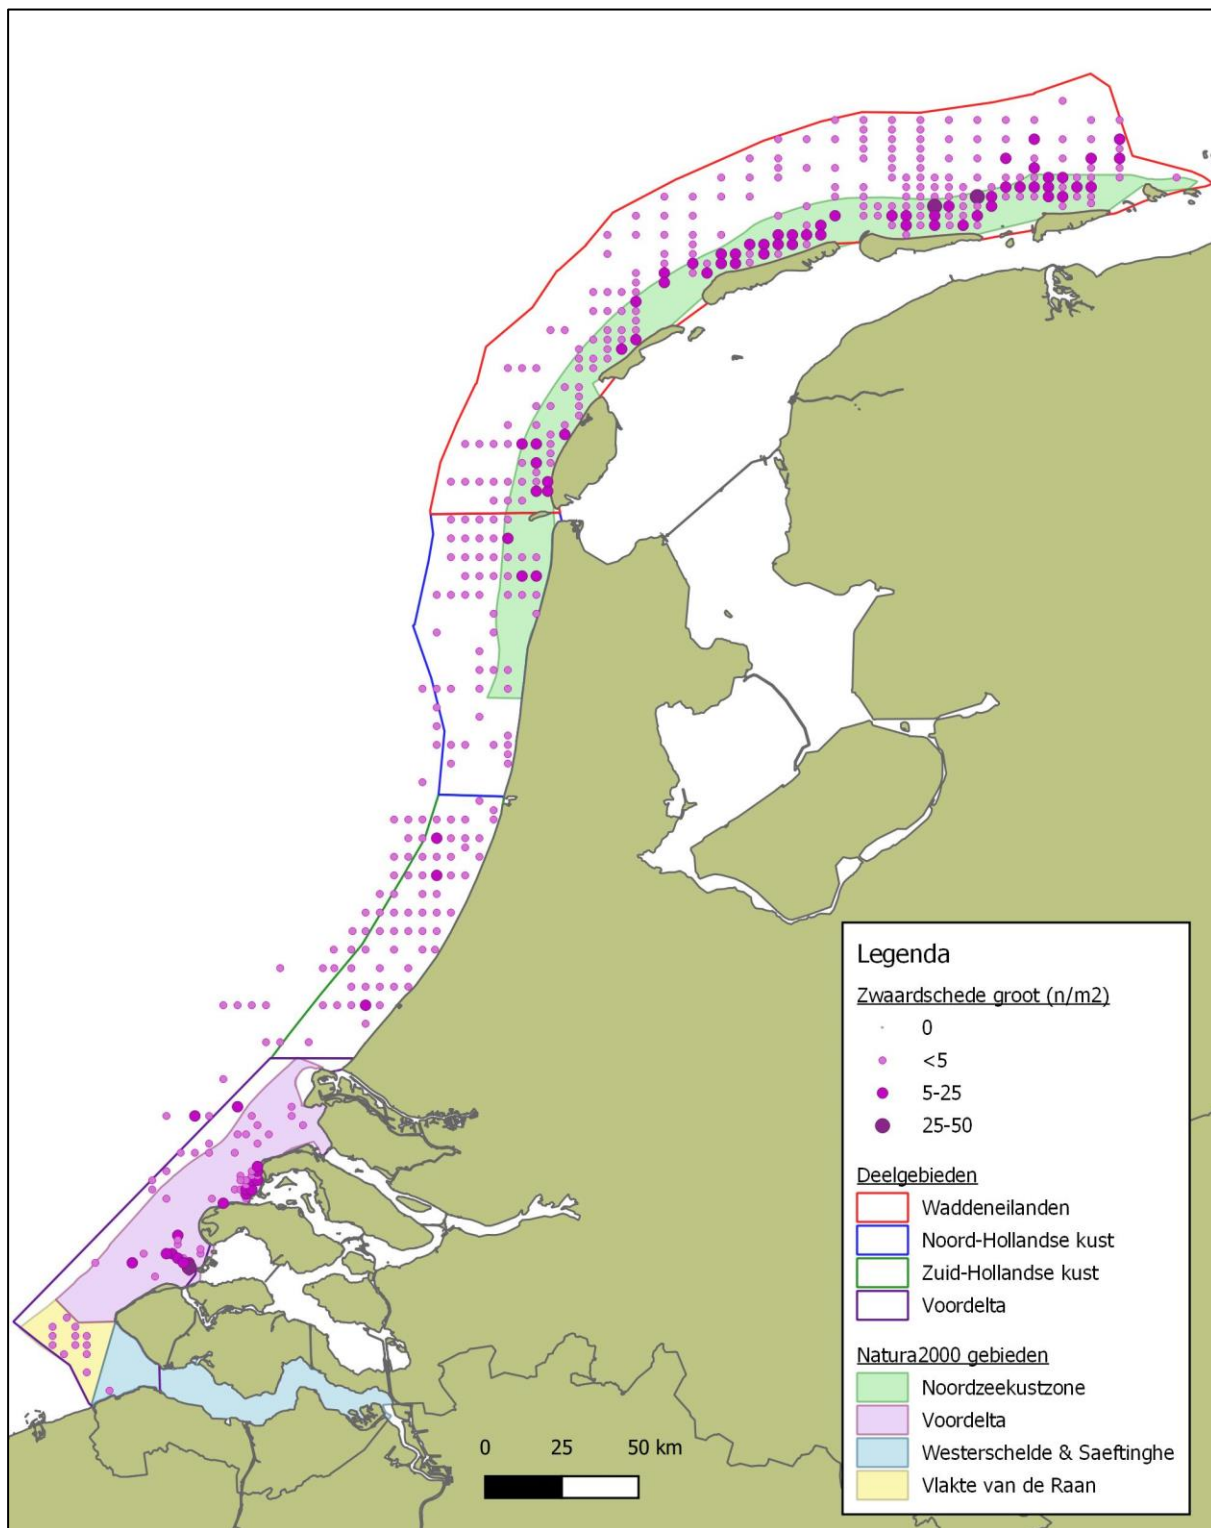 Legenda
Zwaardschede groot (n/m2)
0
<5
5-25
25-50
Deelgebieden
Waddeneilanden
Noord-Hollandse kust
Zuid-Hollandse kust
Voordelta
Natura2000 gebieden
Noordzeekustzone
Voordelta
Westerschelde & Saeftinghe
Vlakte van de Raan
0 25 50 km